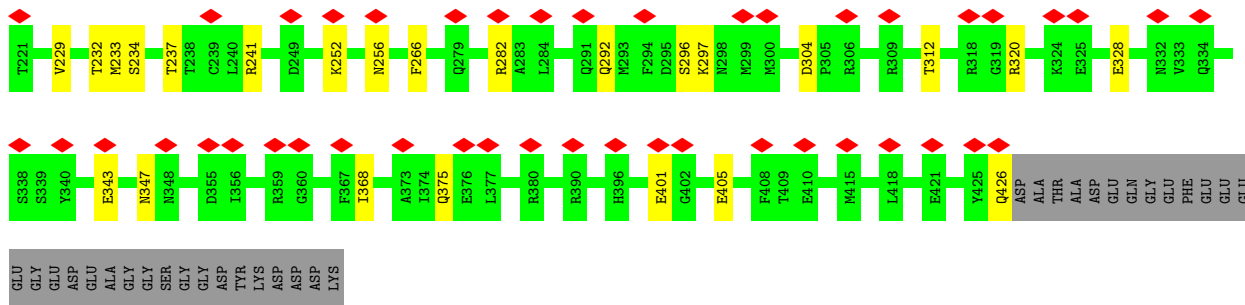 T221 V229 T232 M233 S234 T237 T238 C239 L240 R241 D249 K252 N256 F266 Q279 R282 A283 L284 Q291 Q292 M293 F294 D295 S296 K297 N298 M299 M300 D304 P305 R306 R309 T312 R318 G319 R320 K324 E325 E328 N332 V333 Q334
S338 S339 Y340 E343 N347 N348 D355 I356 R359 G360 F367 I368 A373 I374 Q375 E376 L377 R380 R390 H396 E401 G402 E405 F408 T409 E410 M415 L418 E421 Y425 Q426 ASP ALA THR ALA ASP GLU GLN GLY GLU PHE GLU GLU GLU
GLU GLY GLU ASP GLU ALA GLY GLY SER GLY GLY ASP TYR LYS ASP ASP ASP LYS